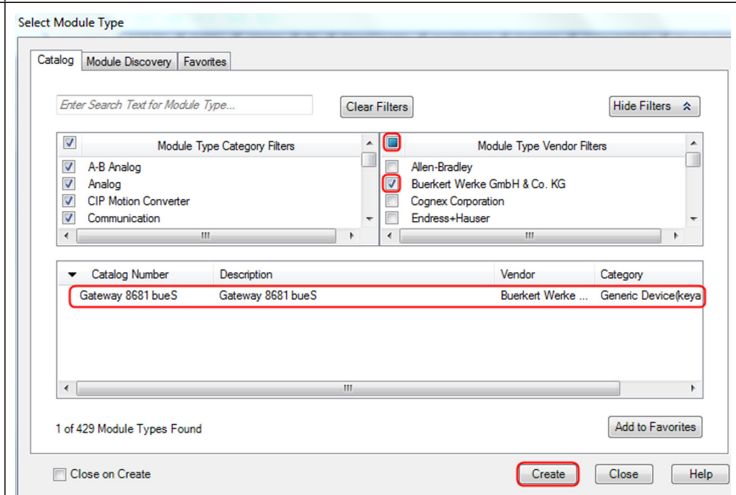 Select Module Type
Catalog Module Discovery Favorites
Enter Search Text for Module Type...
Clear Filters
Hide Filters
Module Type Category Filters
A-B Analog
Analog
CIP Motion Converter
Communication
Module Type Vendor Filters
Allen-Bradley
Buerkert Werke GmbH & Co. KG
Cognex Corporation
Endress+Hauser
Catalog Number Description Vendor Category
Gateway 8681 bueS Gateway 8681 bueS Buerkert Werke ... Generic Device(keya
1 of 429 Module Types Found
Add to Favorites
Close on Create
Create
Close
Help